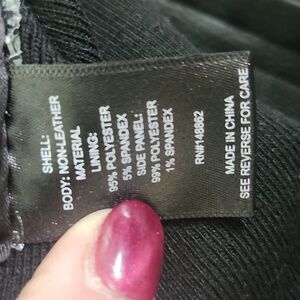 SHELL:
BODY: NON-LEATHER
MATERIAL
LINING:
95% POLYESTER
5% SPANDEX
SIDE PANEL:
99% POLYESTER
1% SPANDEX
RN#148862
MADE IN CHINA
SEE REVERSE FOR CARE